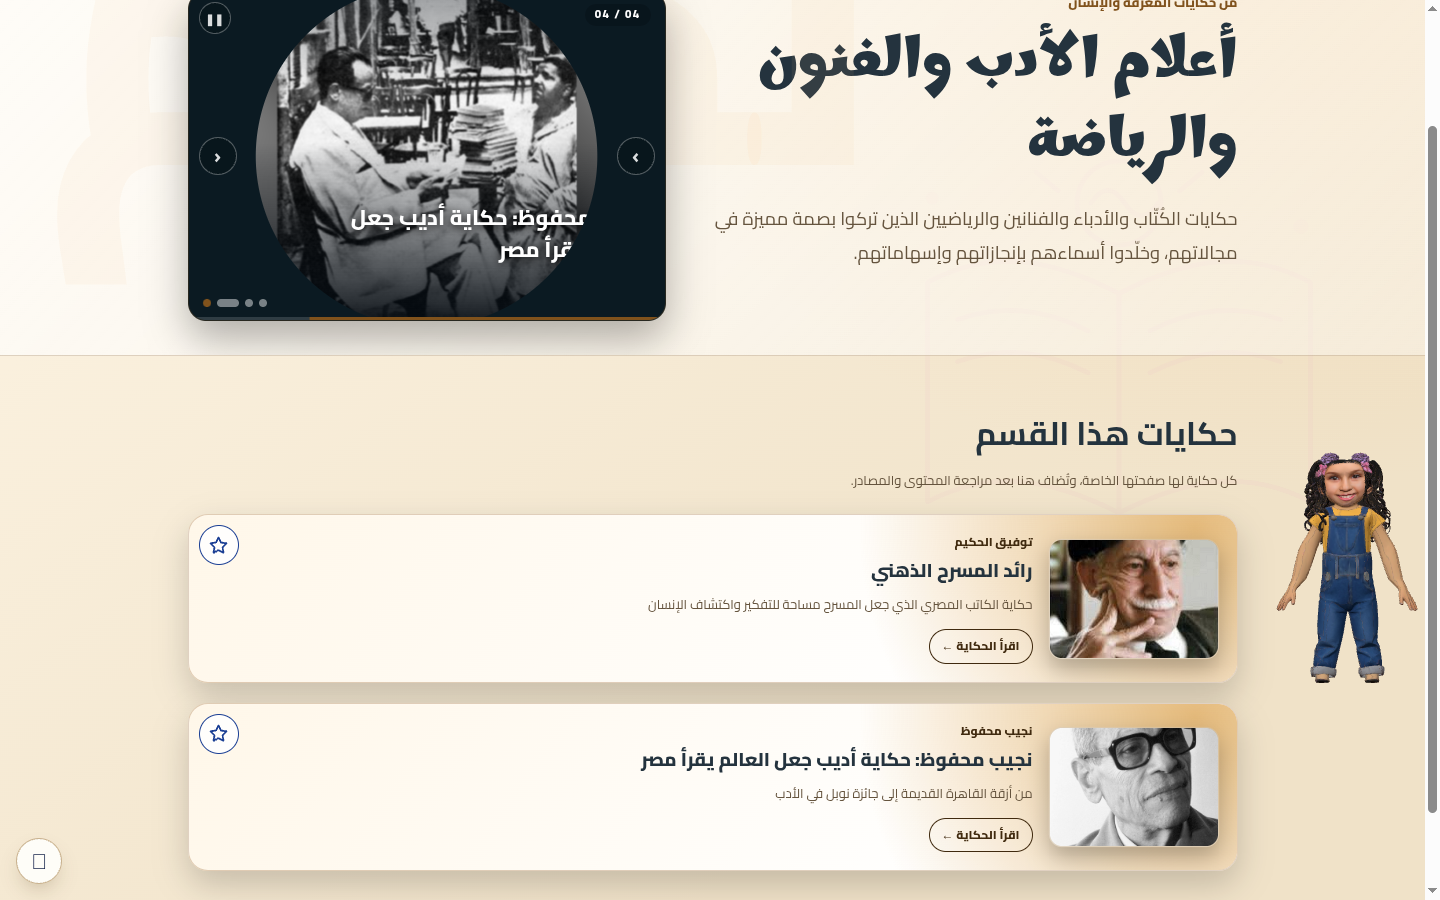 من حكايات المعرفة والإنسان
أعلام الأدب والفنون
والرياضة
حكايات الكُتّاب والأدباء والفنانين والرياضيين الذين تركوا بصمة مميزة في
مجالاتهم، وخلّدوا أسماءهم بإنجازاتهم وإسهاماتهم.
04 / 04
محفوظ: حكاية أديب جعل
مصر
حكايات هذا القسم
كل حكاية لها صفحتها الخاصة، وتُضاف هنا بعد مراجعة المحتوى والمصادر.
توفيق الحكيم
رائد المسرح الذهني
حكاية الكاتب المصري الذي جعل المسرح مساحة للتفكير واكتشاف الإنسان
اقرأ الحكاية ←
نجيب محفوظ
نجيب محفوظ: حكاية أديب جعل العالم يقرأ مصر
من أزقة القاهرة القديمة إلى جائزة نوبل في الأدب
اقرأ الحكاية ←